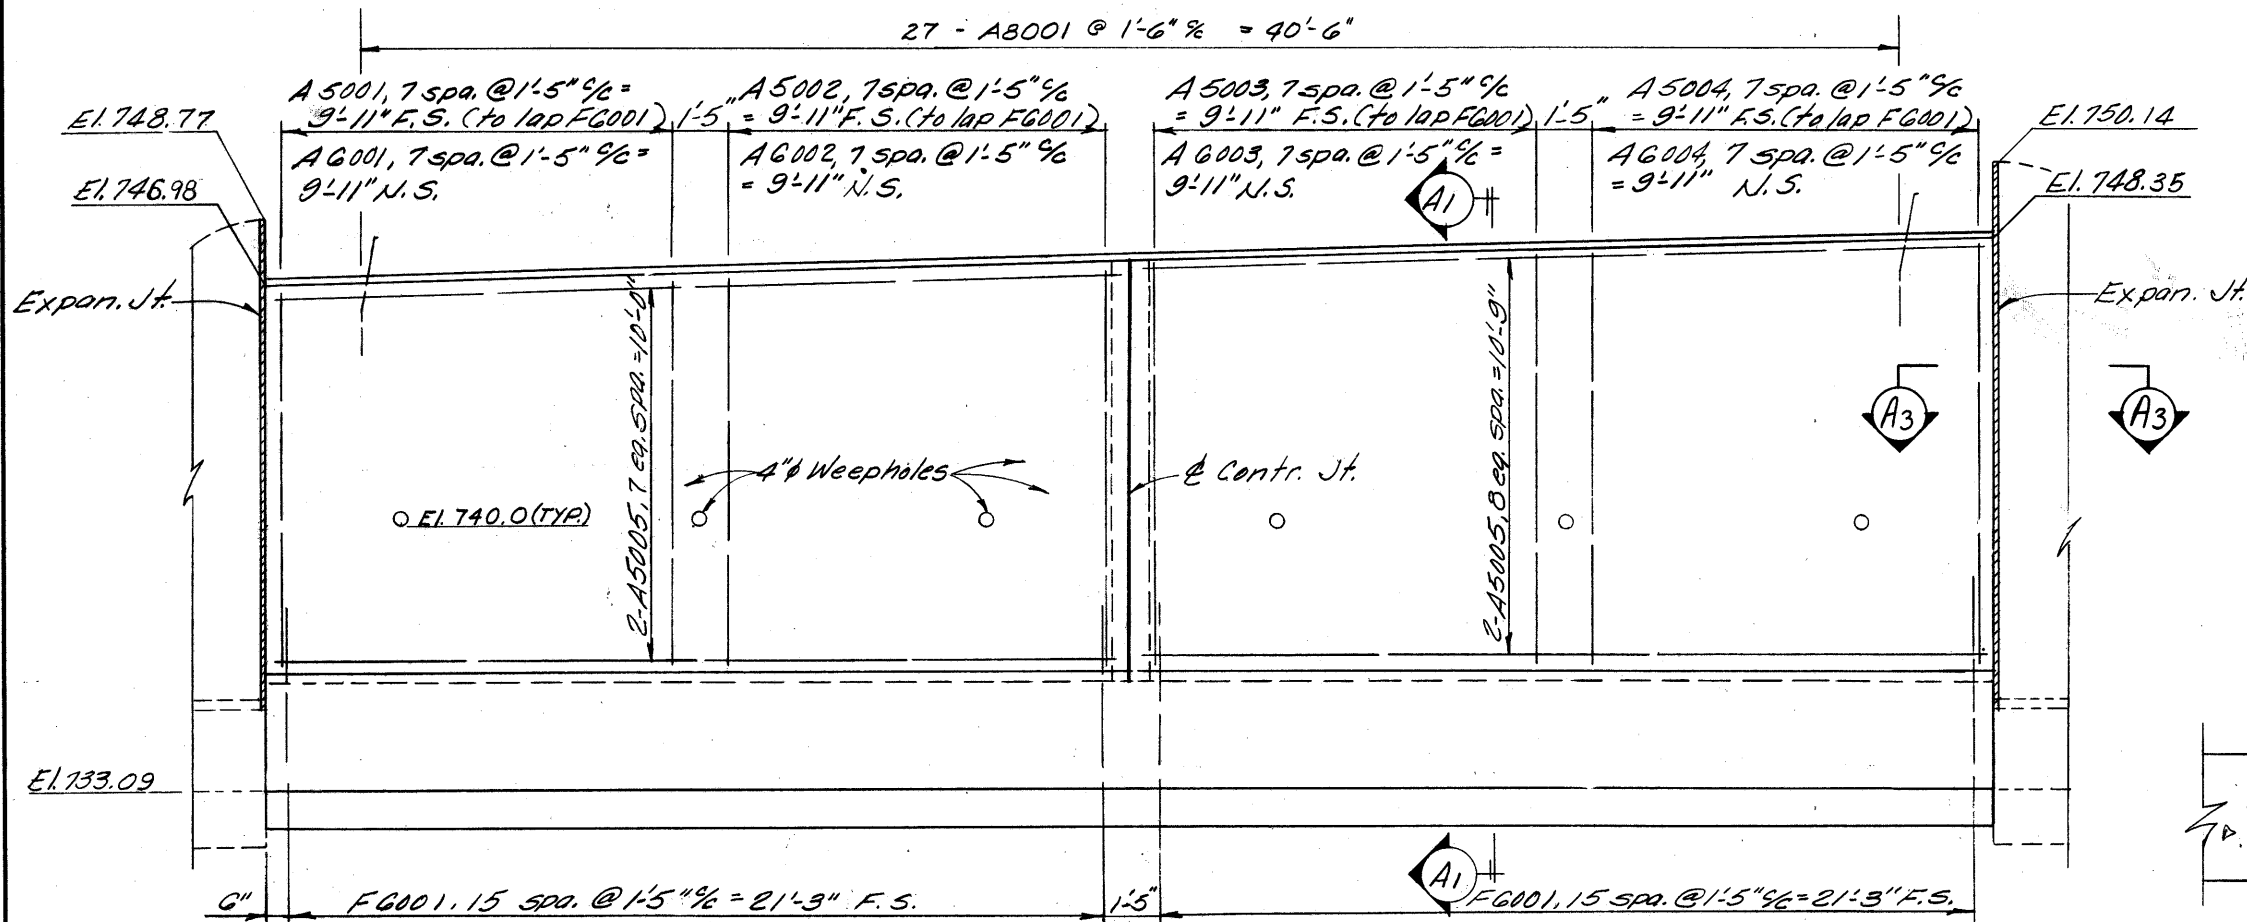 27 - A8001 @ 1'-6" c/c = 40'-6"
A5001, 7 spa. @ 1'-5" c/c =
9'-11" F.S. (to lap F6001)
1'-5"
A5002, 7 spa. @ 1'-5" c/c
= 9'-11" F.S. (to lap F6001)
A5003, 7 spa. @ 1'-5" c/c
= 9'-11" F.S. (to lap F6001)
1'-5"
A5004, 7 spa. @ 1'-5" c/c
= 9'-11" F.S. (to lap F6001)
El. 748.77
El. 750.14
A6001, 7 spa. @ 1'-5" c/c =
9'-11" N.S.
A6002, 7 spa. @ 1'-5" c/c
= 9'-11" N.S.
A6003, 7 spa. @ 1'-5" c/c =
9'-11" N.S.
A6004, 7 spa. @ 1'-5" c/c
= 9'-11" N.S.
El. 746.98
A1
El. 748.35
Expan. Jt.
Expan. Jt.
2-A5005, 7 eq. spa. = 10'-0"
2-A5005, 8 eq. spa. = 10'-9"
A3
A3
4"ø Weepholes
℄ Contr. Jt.
El. 740.0 (TYP.)
El. 733.09
A1
6"
F6001, 15 spa. @ 1'-5" c/c = 21'-3" F.S.
1'-5"
F6001, 15 spa. @ 1'-5" c/c = 21'-3" F.S.